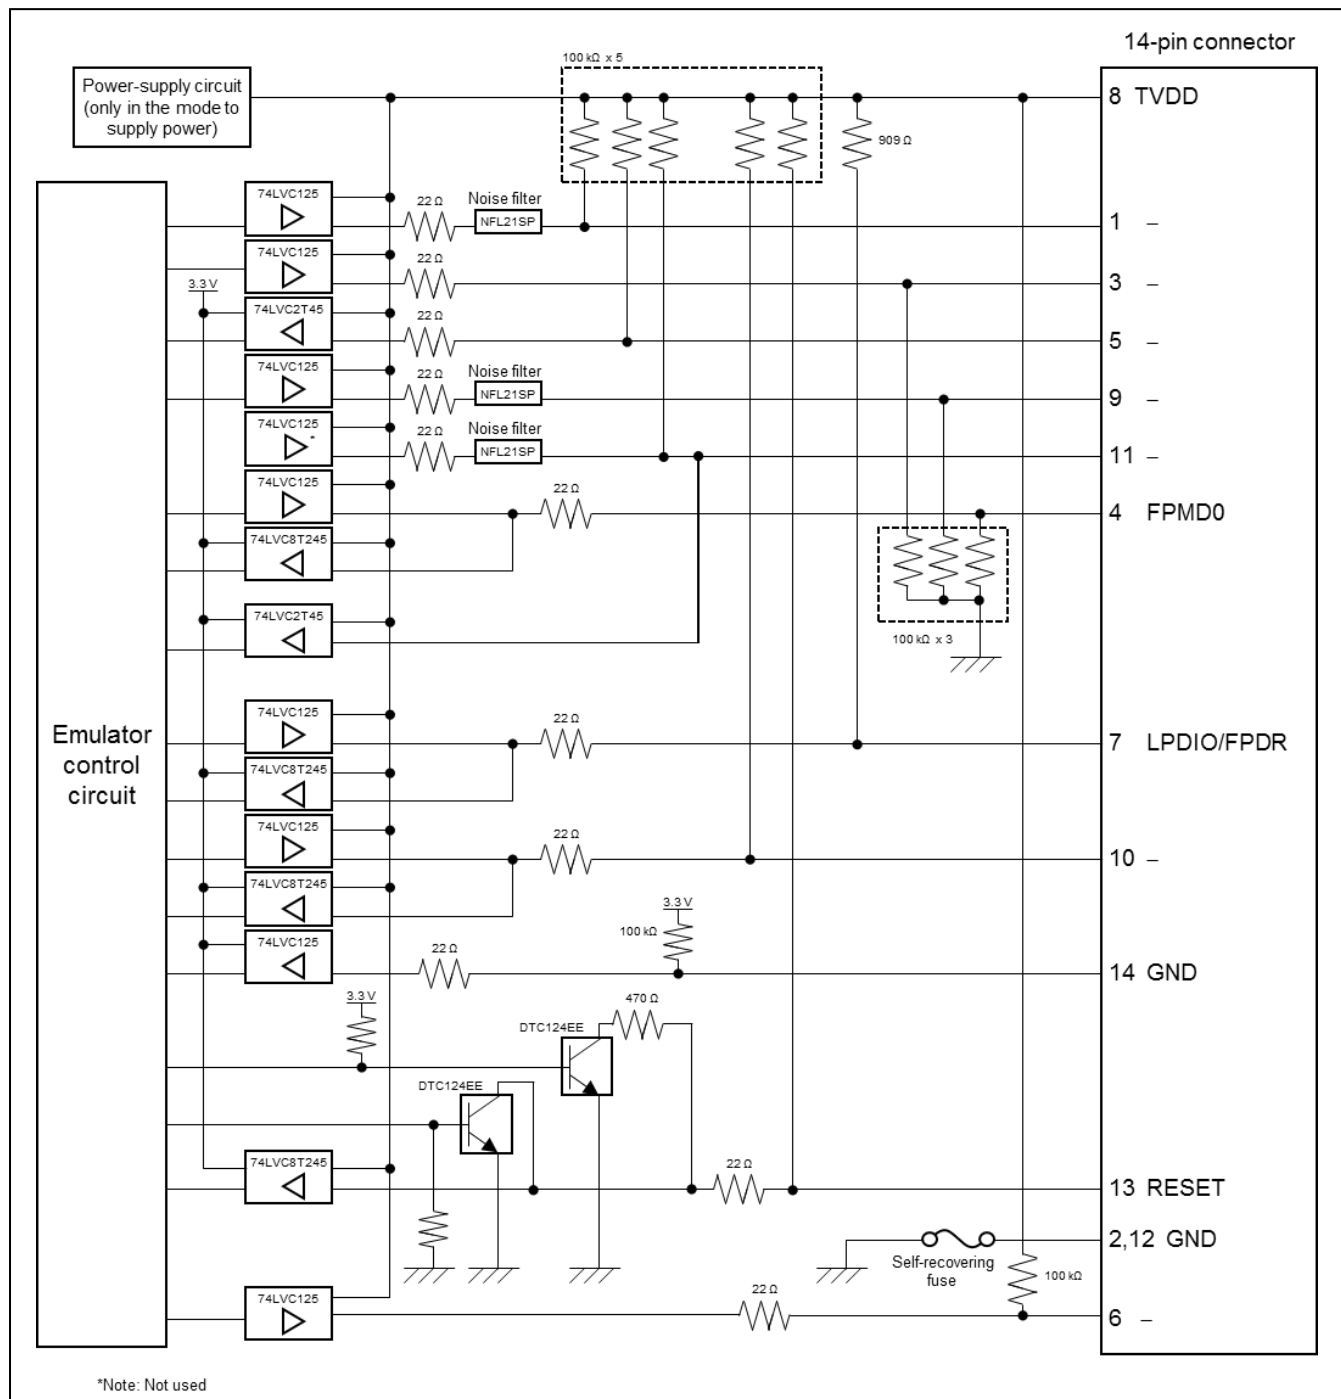 14-pin connector
100 kΩ x 5
Power-supply circuit
(only in the mode to
supply power)
8 TVDD
909 Ω
74LVC125
22 Ω
Noise filter
NFL21SP
1 –
74LVC125
22 Ω
3 –
3.3 V
74LVC2T45
22 Ω
5 –
74LVC125
22 Ω
Noise filter
NFL21SP
9 –
74LVC125
*
22 Ω
Noise filter
NFL21SP
11 –
74LVC125
22 Ω
4 FPMD0
74LVC8T245
74LVC2T45
100 kΩ x 3
74LVC125
22 Ω
7 LPDIO/FPDR
Emulator
control
circuit
74LVC8T245
74LVC125
22 Ω
10 –
74LVC8T245
3.3 V
100 kΩ
74LVC125
22 Ω
14 GND
3.3 V
470 Ω
DTC124EE
DTC124EE
74LVC8T245
22 Ω
13 RESET
2,12 GND
Self-recovering
fuse
100 kΩ
74LVC125
22 Ω
6 –
*Note: Not used